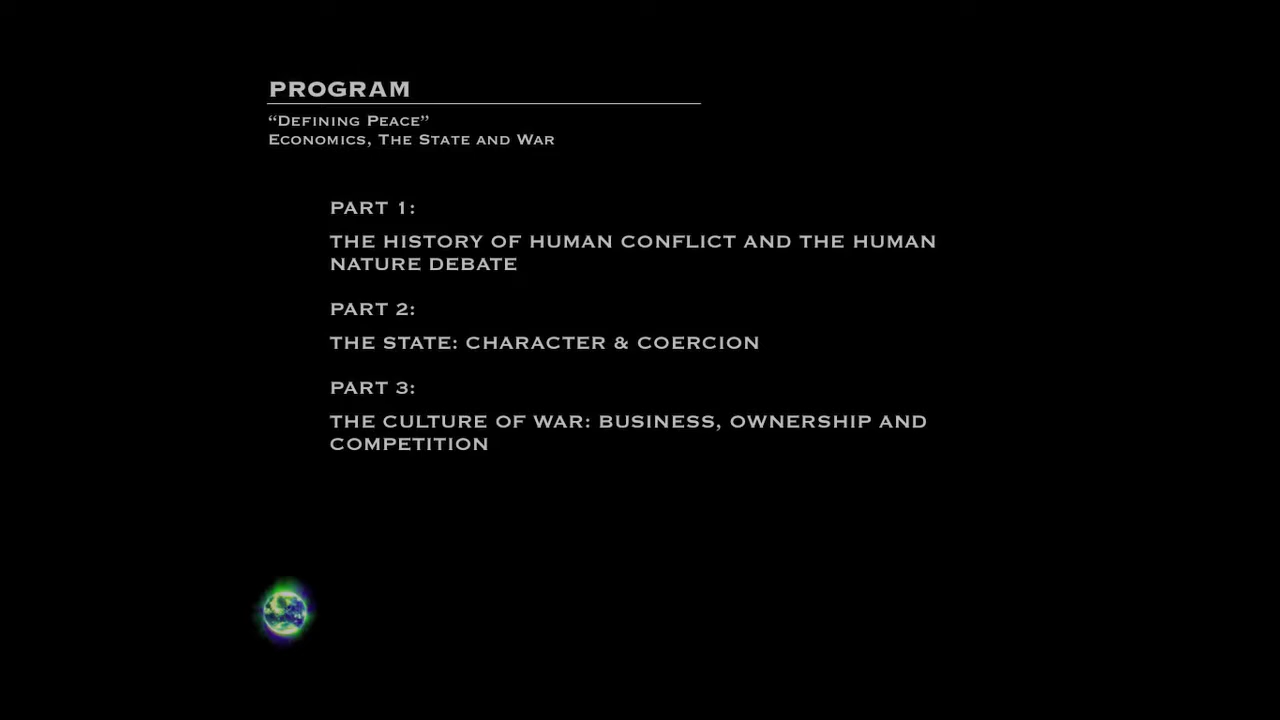 PROGRAM
“Defining Peace”
Economics, The State and War
PART 1:
THE HISTORY OF HUMAN CONFLICT AND THE HUMAN
NATURE DEBATE
PART 2:
THE STATE: CHARACTER & COERCION
PART 3:
THE CULTURE OF WAR: BUSINESS, OWNERSHIP AND
COMPETITION